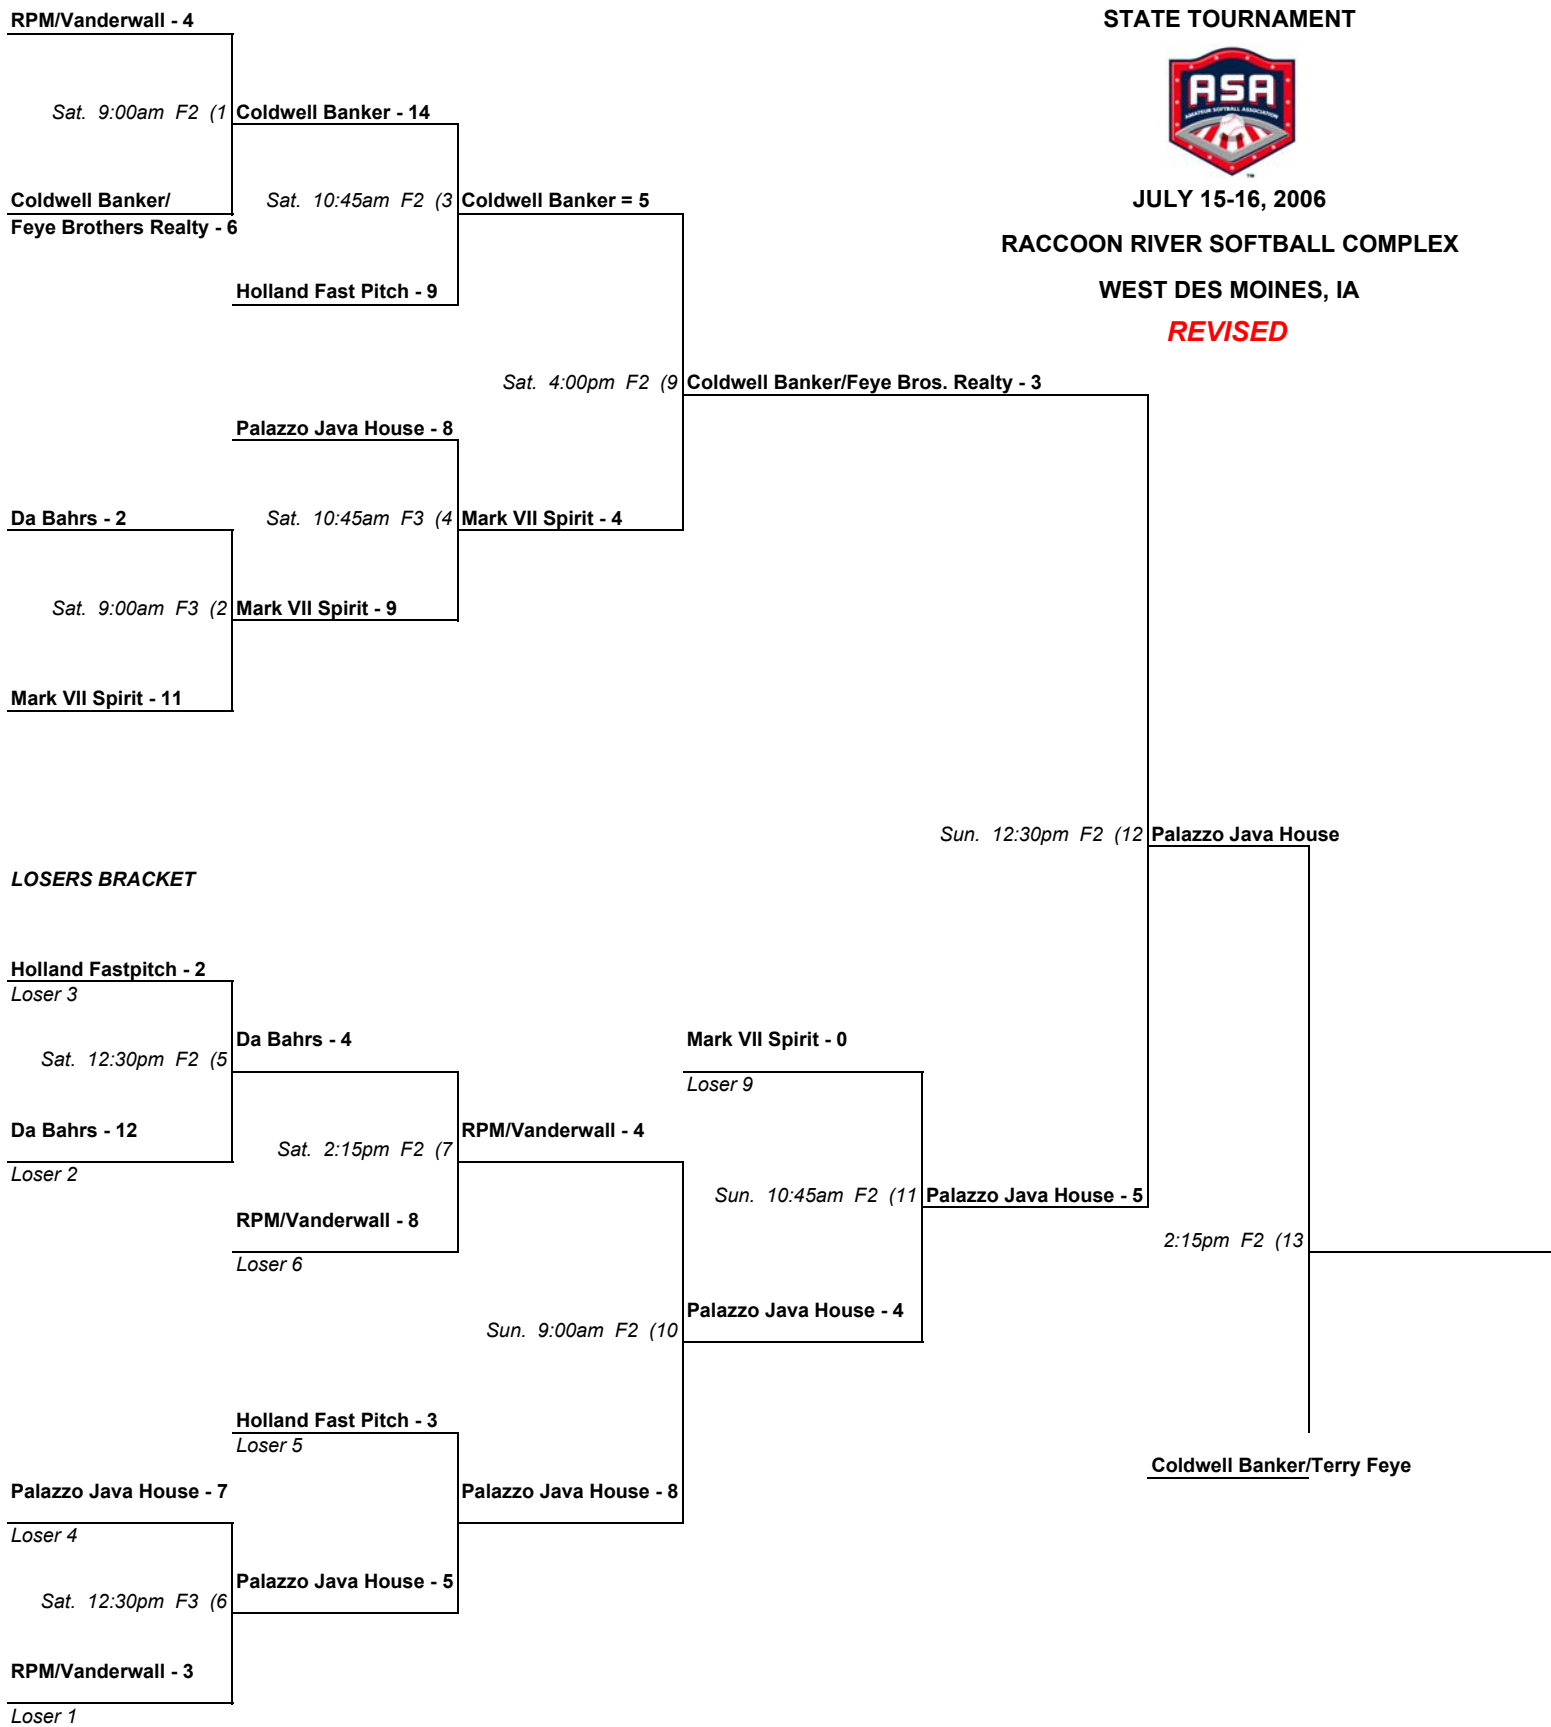 RPM/Vanderwall - 4
STATE TOURNAMENT
ASA
AMATEUR SOFTBALL ASSOCIATION
TM
Sat. 9:00am F2 (1
Coldwell Banker - 14
Coldwell Banker/
Feye Brothers Realty - 6
Sat. 10:45am F2 (3
Coldwell Banker = 5
JULY 15-16, 2006
RACCOON RIVER SOFTBALL COMPLEX
Holland Fast Pitch - 9
WEST DES MOINES, IA
REVISED
Sat. 4:00pm F2 (9
Coldwell Banker/Feye Bros. Realty - 3
Palazzo Java House - 8
Da Bahrs - 2
Sat. 10:45am F3 (4
Mark VII Spirit - 4
Sat. 9:00am F3 (2
Mark VII Spirit - 9
Mark VII Spirit - 11
Sun. 12:30pm F2 (12
Palazzo Java House
LOSERS BRACKET
Holland Fastpitch - 2
Loser 3
Da Bahrs - 4
Mark VII Spirit - 0
Sat. 12:30pm F2 (5
Loser 9
Da Bahrs - 12
RPM/Vanderwall - 4
Sat. 2:15pm F2 (7
Loser 2
Sun. 10:45am F2 (11
Palazzo Java House - 5
RPM/Vanderwall - 8
2:15pm F2 (13
Loser 6
Palazzo Java House - 4
Sun. 9:00am F2 (10
Holland Fast Pitch - 3
Loser 5
Coldwell Banker/Terry Feye
Palazzo Java House - 7
Palazzo Java House - 8
Loser 4
Palazzo Java House - 5
Sat. 12:30pm F3 (6
RPM/Vanderwall - 3
Loser 1